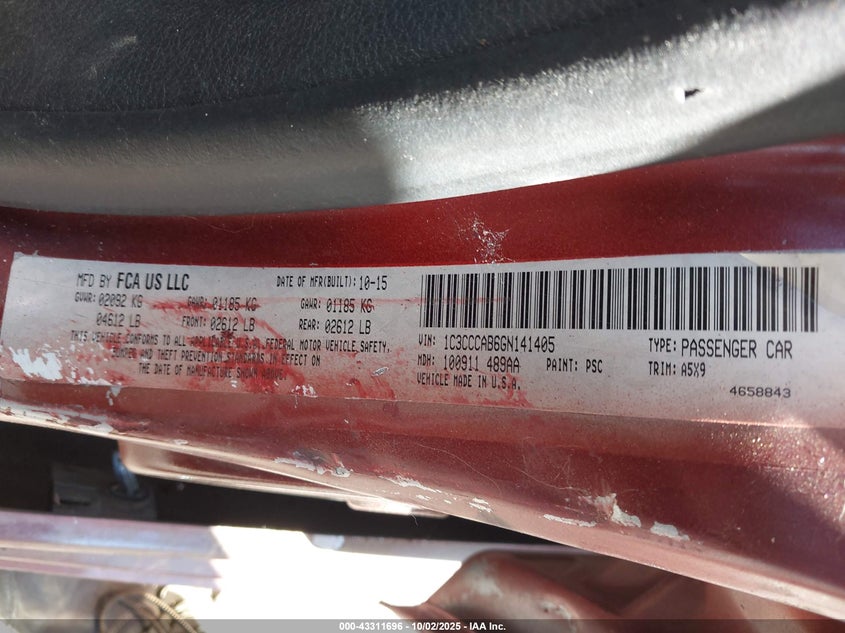 MFD BY FCA US LLC
DATE OF MFR(BUILT): 10-15
GVWR: 02092 KG
GAWR: 01185 KG
GAWR: 01185 KG
04612 LB
FRONT: 02612 LB
REAR: 02612 LB
THIS VEHICLE CONFORMS TO ALL APPLICABLE U.S.A. FEDERAL MOTOR VEHICLE SAFETY,
BUMPER AND THEFT PREVENTION STANDARDS IN EFFECT ON
THE DATE OF MANUFACTURE SHOWN ABOVE.
VIN: 1C3CCCAB6GN141405
TYPE: PASSENGER CAR
MDH: 100911 489AA
PAINT: PSC
TRIM: A5X9
VEHICLE MADE IN U.S.A.
4658843
000-43311696 - 10/02/2025 - IAA Inc.